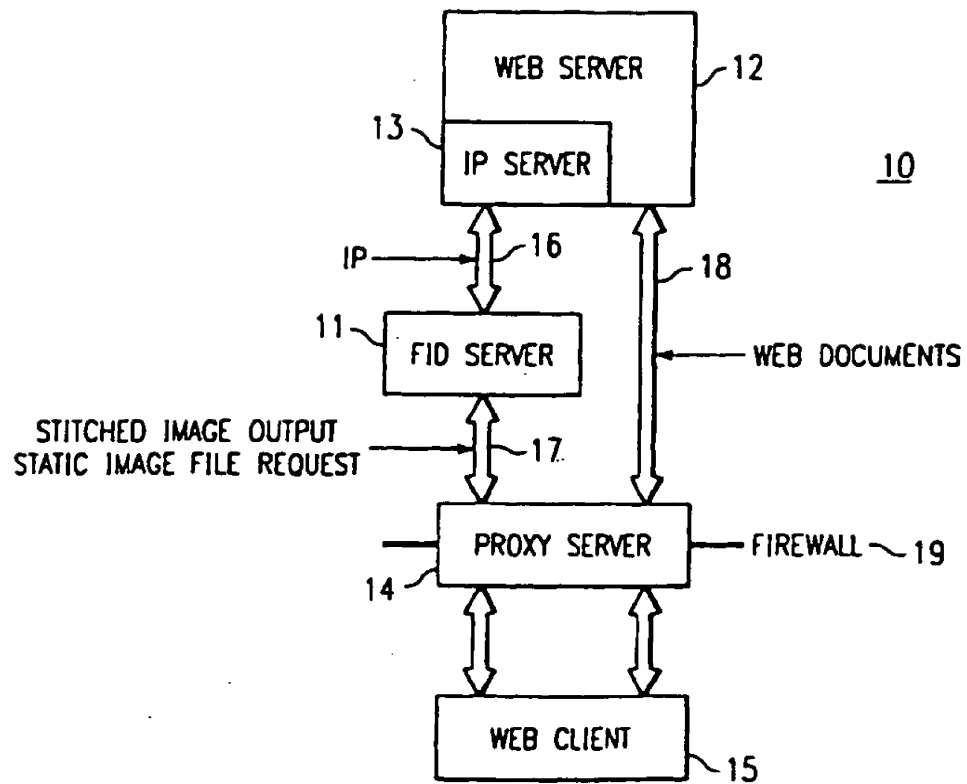 WEB SERVER
12
13
IP SERVER
10
IP
16
18
11
FID SERVER
WEB DOCUMENTS
STITCHED IMAGE OUTPUT
STATIC IMAGE FILE REQUEST
17
PROXY SERVER
FIREWALL
19
14
WEB CLIENT
15